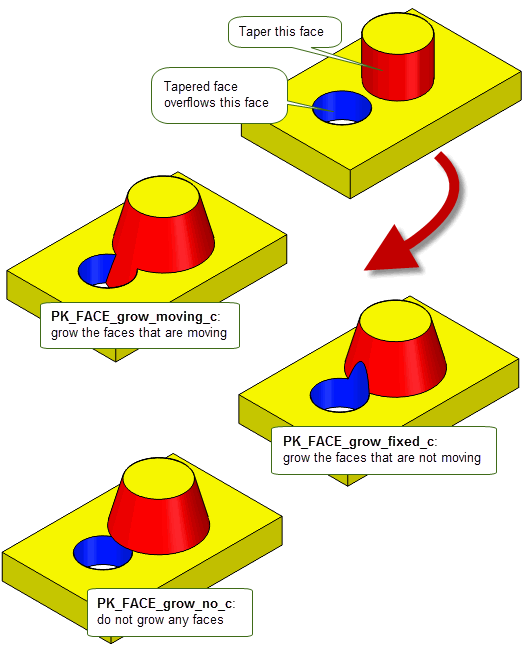 Taper this face
Tapered face
overflows this face
PK_FACE_grow_moving_c:
grow the faces that are moving
PK_FACE_grow_fixed_c:
grow the faces that are not moving
PK_FACE_grow_no_c:
do not grow any faces